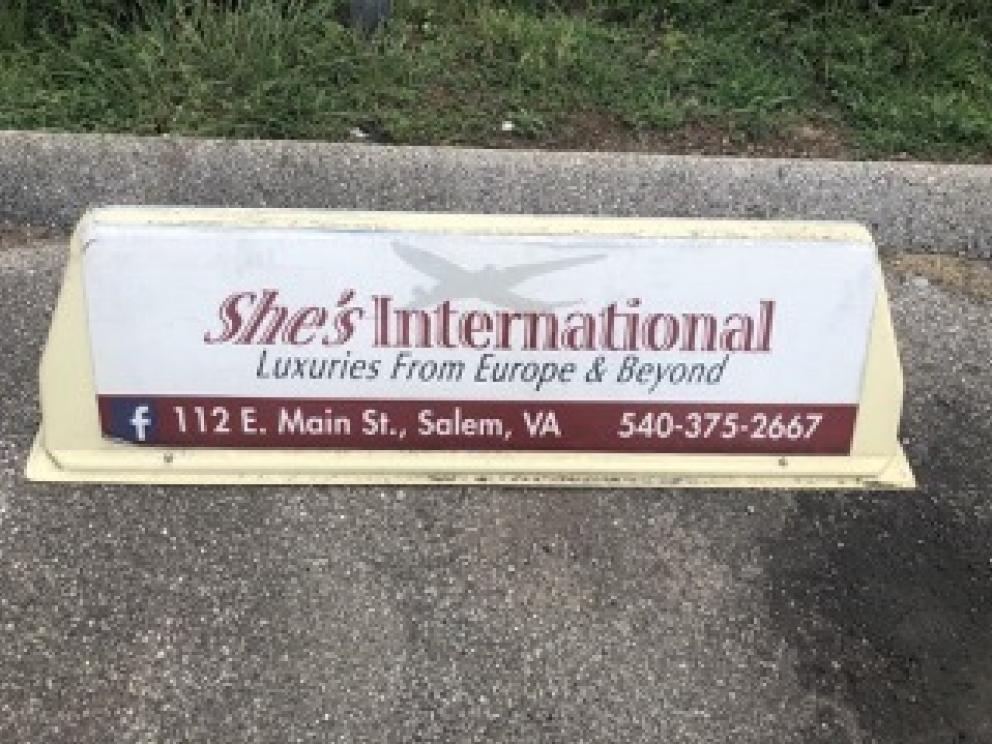 She's International
Luxuries From Europe & Beyond
f 112 E. Main St., Salem, VA 540-375-2667